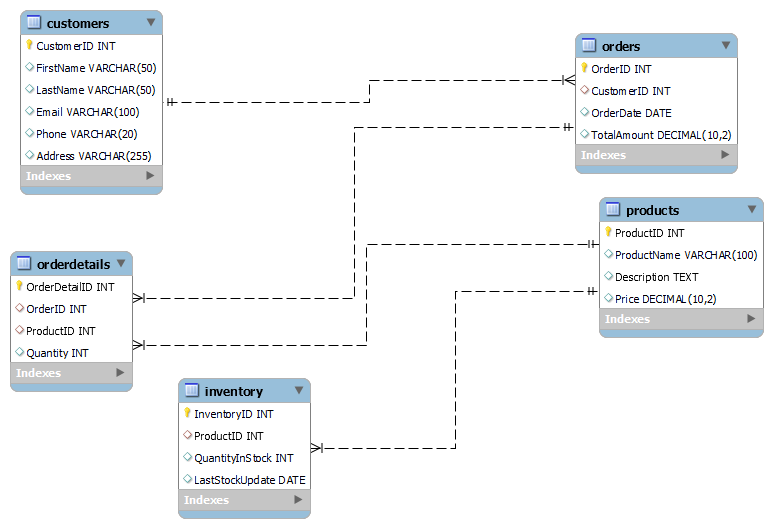 customers
CustomerID INT
FirstName VARCHAR(50)
LastName VARCHAR(50)
Email VARCHAR(100)
Phone VARCHAR(20)
Address VARCHAR(255)
Indexes
orders
OrderID INT
CustomerID INT
OrderDate DATE
TotalAmount DECIMAL(10,2)
Indexes
products
ProductID INT
ProductName VARCHAR(100)
Description TEXT
Price DECIMAL(10,2)
Indexes
orderdetails
OrderDetailID INT
OrderID INT
ProductID INT
Quantity INT
Indexes
inventory
InventoryID INT
ProductID INT
QuantityInStock INT
LastStockUpdate DATE
Indexes